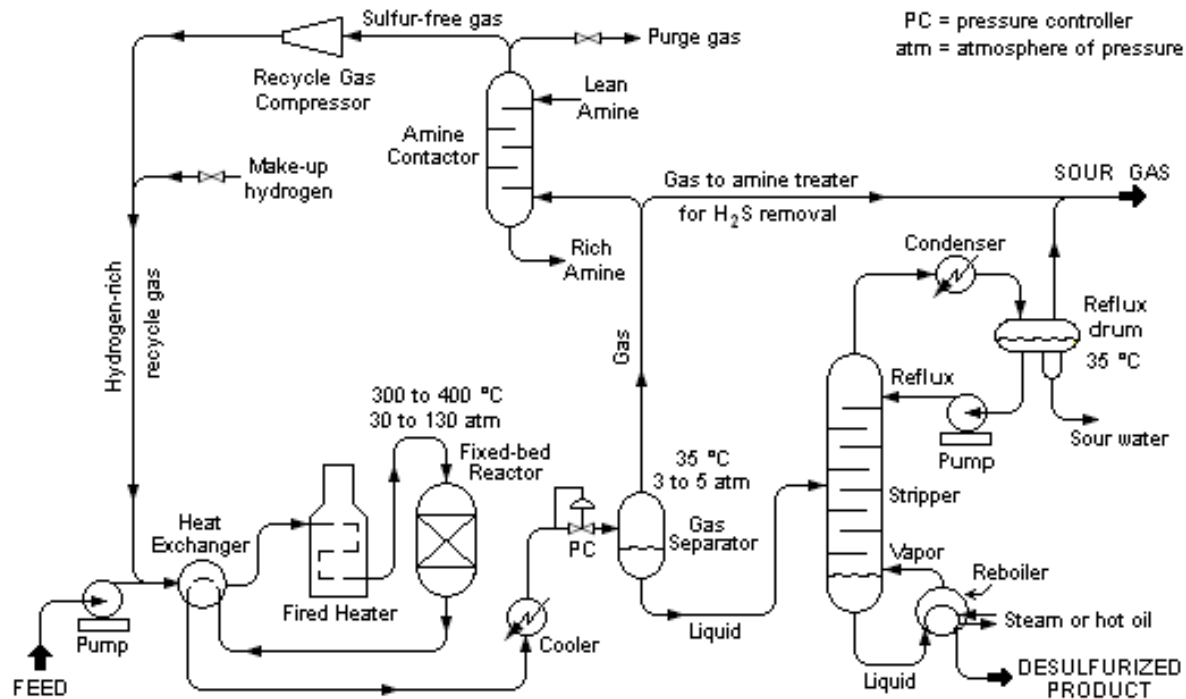 Sulfur-free gas
Purge gas
PC = pressure controller
atm = atmosphere of pressure
Recycle Gas
Compressor
Lean
Amine
Amine
Contactor
Make-up
hydrogen
Gas to amine treater
for H₂S removal
SOUR GAS
Rich
Amine
Condenser
Hydrogen-rich
recycle gas
Gas
Reflux
drum
35 °C
300 to 400 °C
30 to 130 atm
Reflux
Fixed-bed
Reactor
Sour water
Pump
35 °C
3 to 5 atm
Stripper
Heat
Exchanger
PC
Gas
Separator
Vapor
Reboiler
Fired Heater
Steam or hot oil
Pump
Cooler
Liquid
FEED
Liquid
DESULFURIZED
PRODUCT